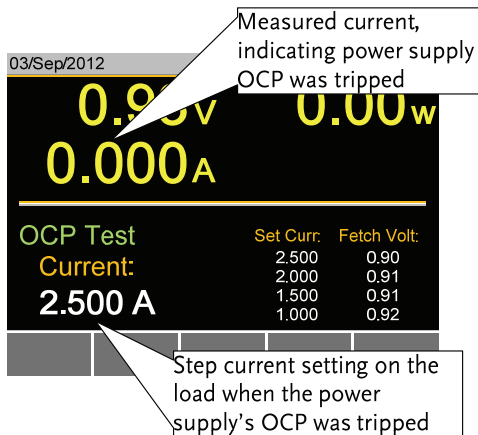 Measured current,
indicating power supply
OCP was tripped
03/Sep/2012
V 0.00w
0.000A
OCP Test
Current:
2.500 A
Set Curr: Fetch Volt:
2.500 0.90
2.000 0.91
1.500 0.91
1.000 0.92
Step current setting on the
load when the power
supply's OCP was tripped